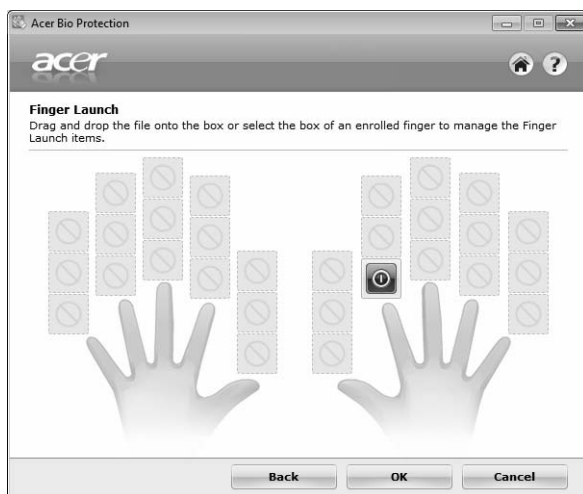 Acer Bio Protection
acer
Finger Launch
Drag and drop the file onto the box or select the box of an enrolled finger to manage the Finger
Launch items.
Back OK Cancel